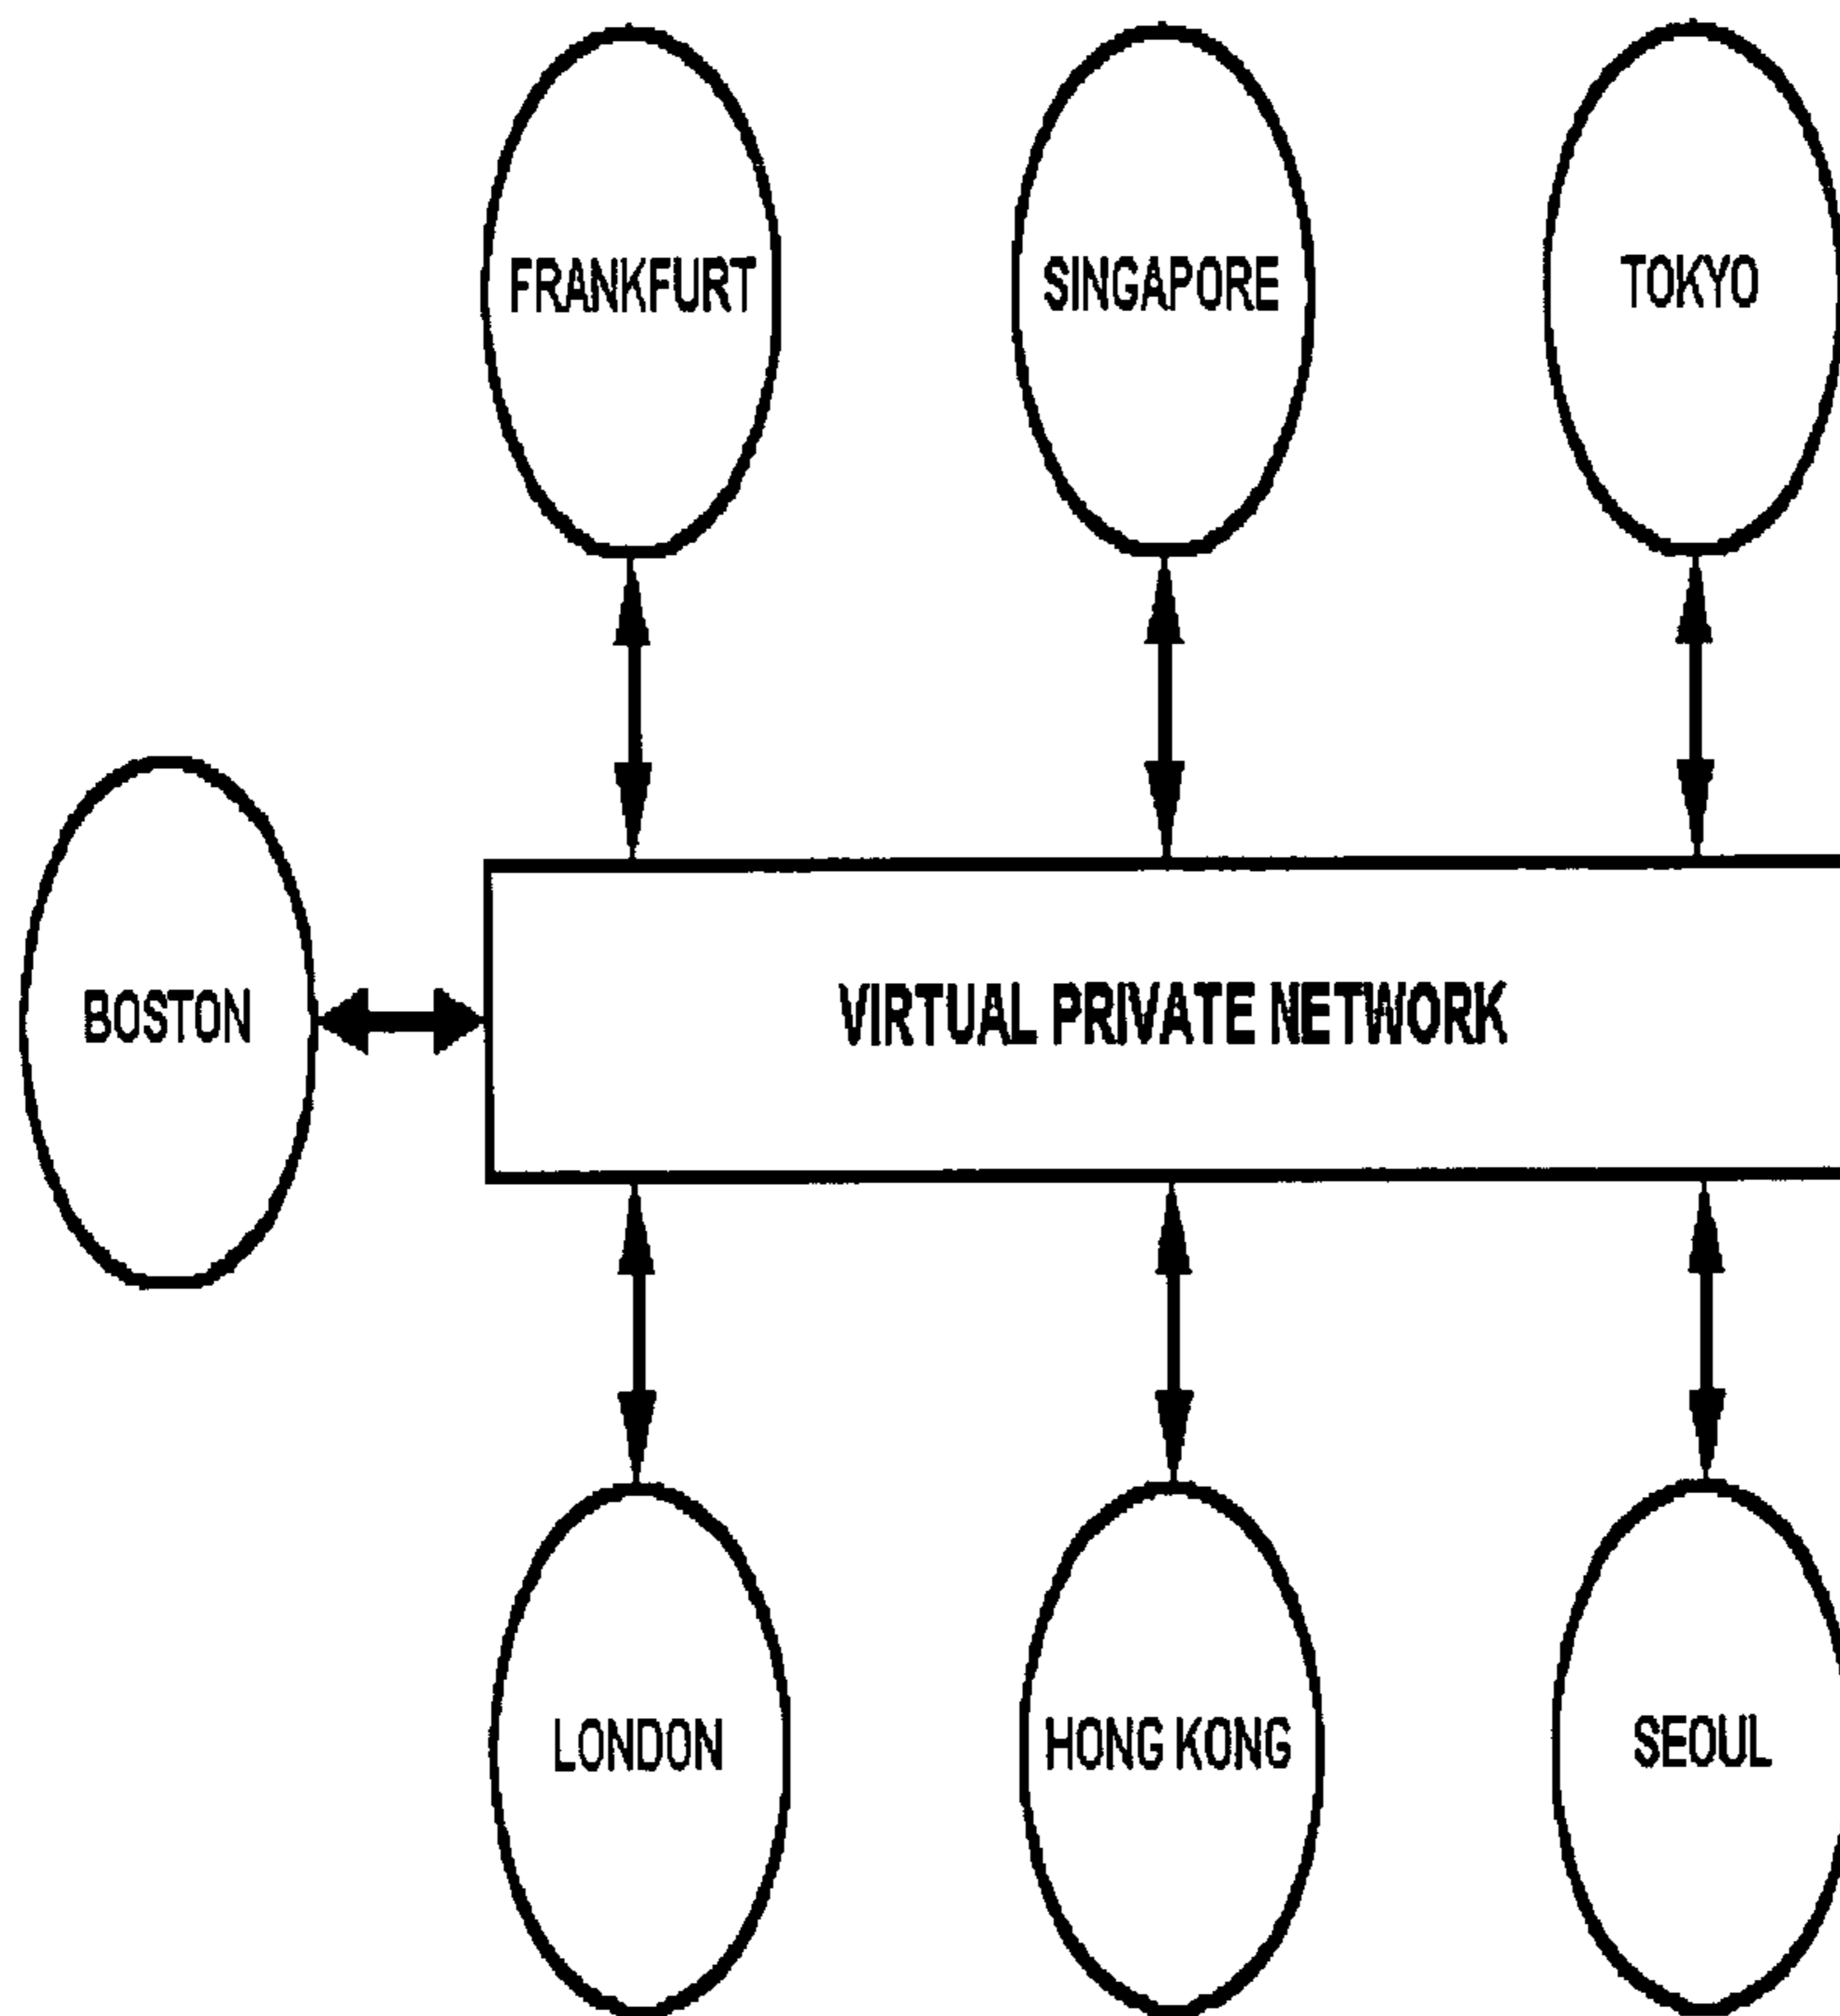 FRANKFURT
SINGAPORE
TOKYO
BOSTON
VIRTUAL PRIVATE NETWORK
LONDON
HONG KONG
SEOUL